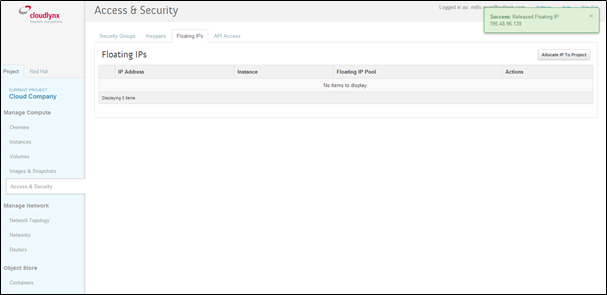 cloudlynx
Access & Security
Logged in as:
Success: Released Floating IP:
195.48.96.139
Security Groups Keypairs Floating IPs API Access
Floating IPs
Allocate IP To Project
IP Address Instance Floating IP Pool Actions
No items to display.
Displaying 0 items
Project Red Hat
CURRENT PROJECT
Cloud Company
Manage Compute
Overview
Instances
Volumes
Images & Snapshots
Access & Security
Manage Network
Network Topology
Networks
Routers
Object Store
Containers